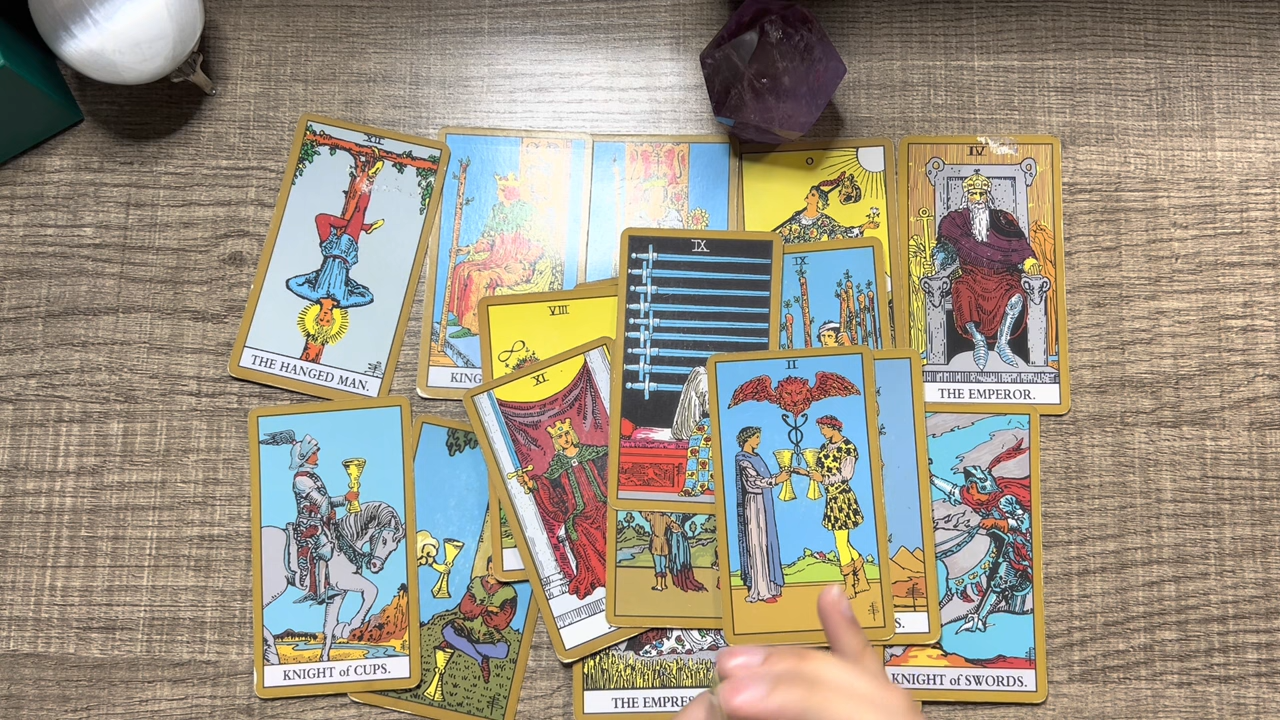 XII
THE HANGED MAN.
KING
0
IV
THE EMPEROR.
VIII
IX
IX
XI
II
KNIGHT of CUPS.
THE EMPRES
S.
KNIGHT of SWORDS.